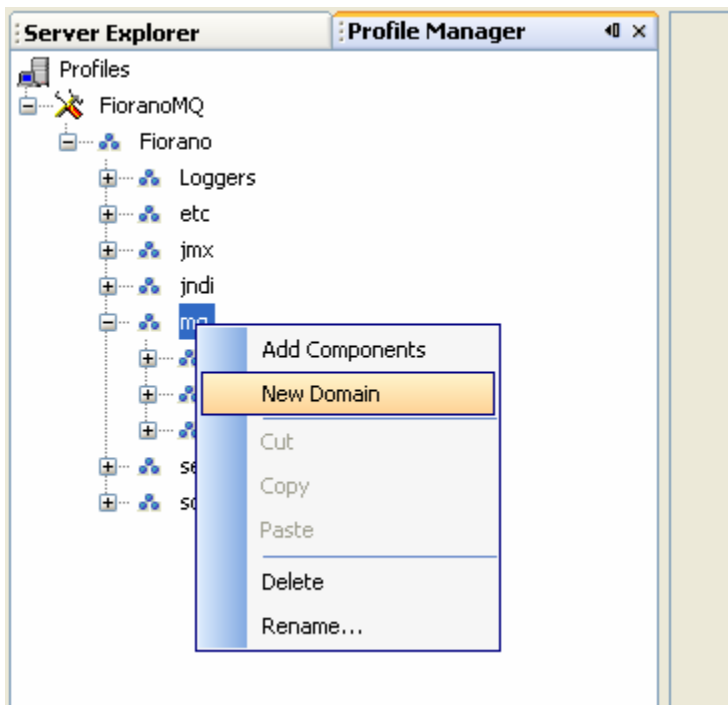 Server Explorer
Profile Manager
Profiles
FioranoMQ
Fiorano
Loggers
etc
jmx
jndi
mq
Add Components
New Domain
Cut
Copy
Paste
Delete
Rename...